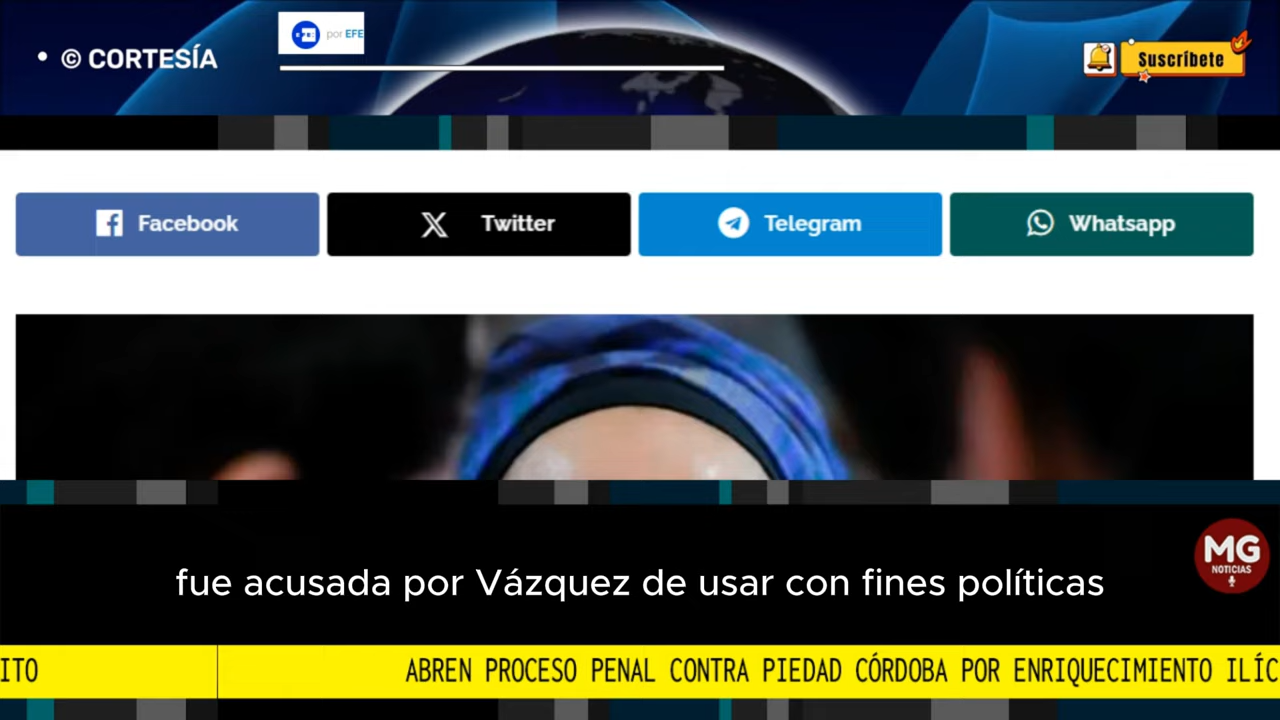 • © CORTESÍA
por EFE
Suscríbete
Facebook
Twitter
Telegram
Whatsapp
fue acusada por Vázquez de usar con fines políticas
MG
NOTICIAS
ITO
ABREN PROCESO PENAL CONTRA PIEDAD CÓRDOBA POR ENRIQUECIMIENTO ILÍC